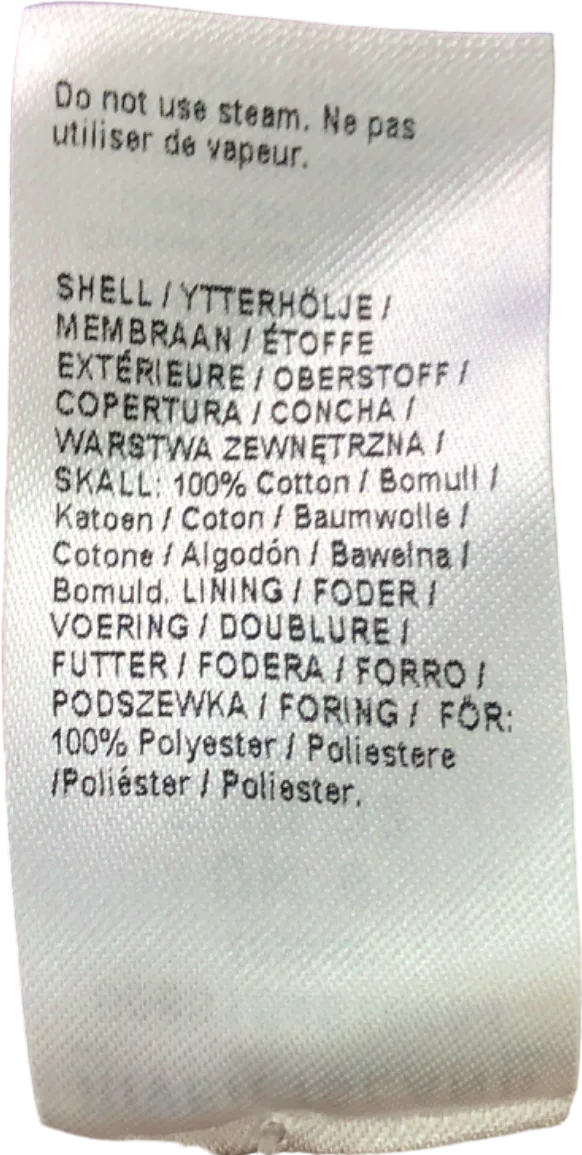 Do not use steam. Ne pas
utiliser de vapeur.
SHELL / YTTERHÖLJE /
MEMBRAAN / ÉTOFFE
EXTÉRIEURE / OBERSTOFF /
COPERTURA / CONCHA /
WARSTWA ZEWNĘTRZNA /
SKALL: 100% Cotton / Bomull /
Katoen / Coton / Baumwolle /
Cotone / Algodón / Bawełna /
Bomuld. LINING / FODER /
VOERING / DOUBLURE /
FUTTER / FODERA / FORRO /
PODSZEWKA / FORING / FÔR:
100% Polyester / Poliestere
/Poliéster / Poliester.